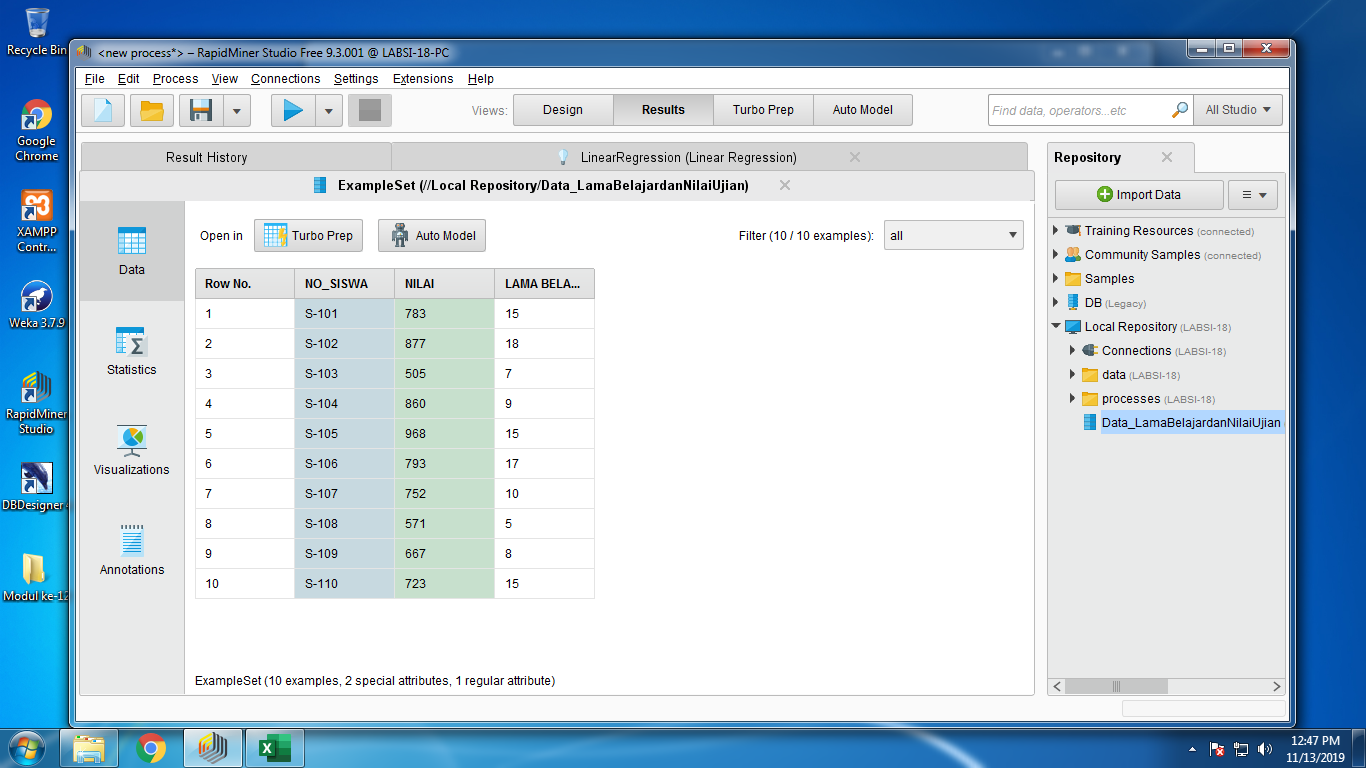 Recycle Bin
Google
Chrome
XAMPP
Contr...
Weka 3.7.9
RapidMiner
Studio
DBDesigner
Modul ke-12
<new process*> – RapidMiner Studio Free 9.3.001 @ LABSI-18-PC
File Edit Process View Connections Settings Extensions Help
Views: Design Results Turbo Prep Auto Model Find data, operators...etc All Studio
Result History LinearRegression (Linear Regression)
ExampleSet (//Local Repository/Data_LamaBelajardanNilaiUjian)
Data
Statistics
Visualizations
Annotations
Open in Turbo Prep Auto Model Filter (10 / 10 examples): all
Row No. NO_SISWA NILAI LAMA BELA...
1 S-101 783 15
2 S-102 877 18
3 S-103 505 7
4 S-104 860 9
5 S-105 968 15
6 S-106 793 17
7 S-107 752 10
8 S-108 571 5
9 S-109 667 8
10 S-110 723 15
ExampleSet (10 examples, 2 special attributes, 1 regular attribute)
Repository
Import Data
Training Resources (connected)
Community Samples (connected)
Samples
DB (Legacy)
Local Repository (LABSI-18)
Connections (LABSI-18)
data (LABSI-18)
processes (LABSI-18)
Data_LamaBelajardanNilaiUjian
12:47 PM
11/13/2019